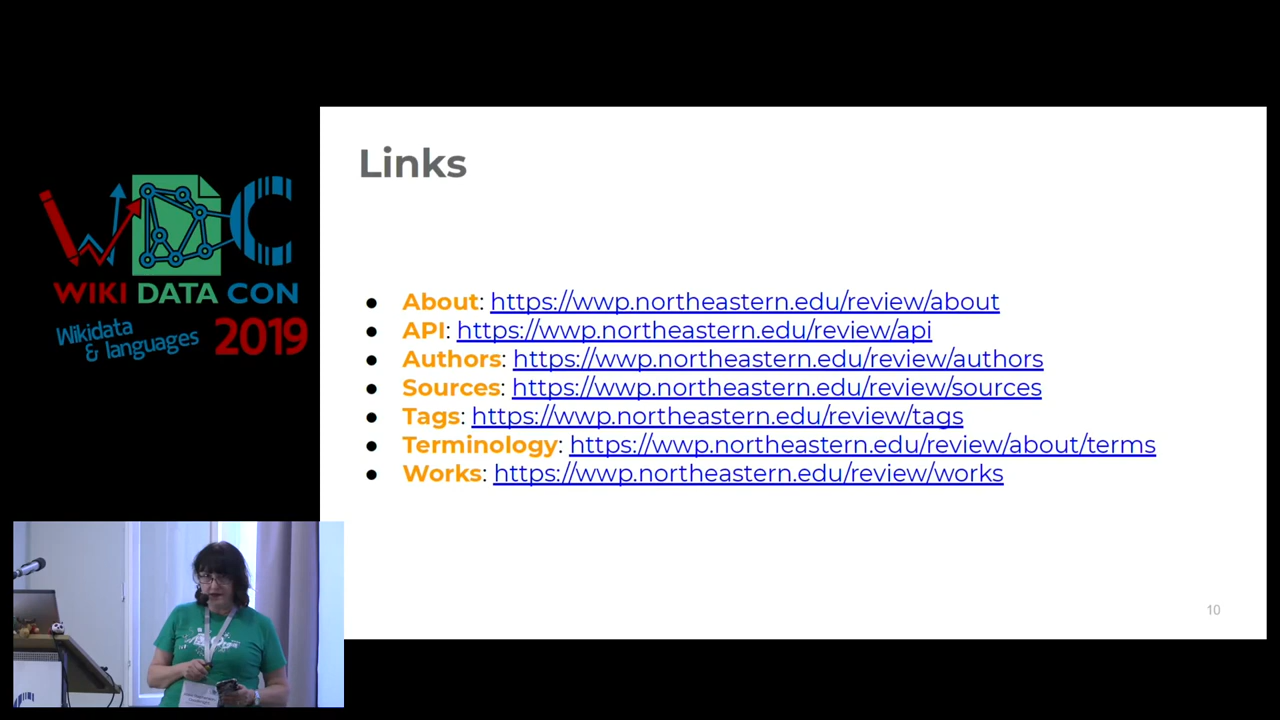 WDC
WIKI DATA CON
Wikidata
& languages
2019
Links
● About: https://wwp.northeastern.edu/review/about
● API: https://wwp.northeastern.edu/review/api
● Authors: https://wwp.northeastern.edu/review/authors
● Sources: https://wwp.northeastern.edu/review/sources
● Tags: https://wwp.northeastern.edu/review/tags
● Terminology: https://wwp.northeastern.edu/review/about/terms
● Works: https://wwp.northeastern.edu/review/works
10